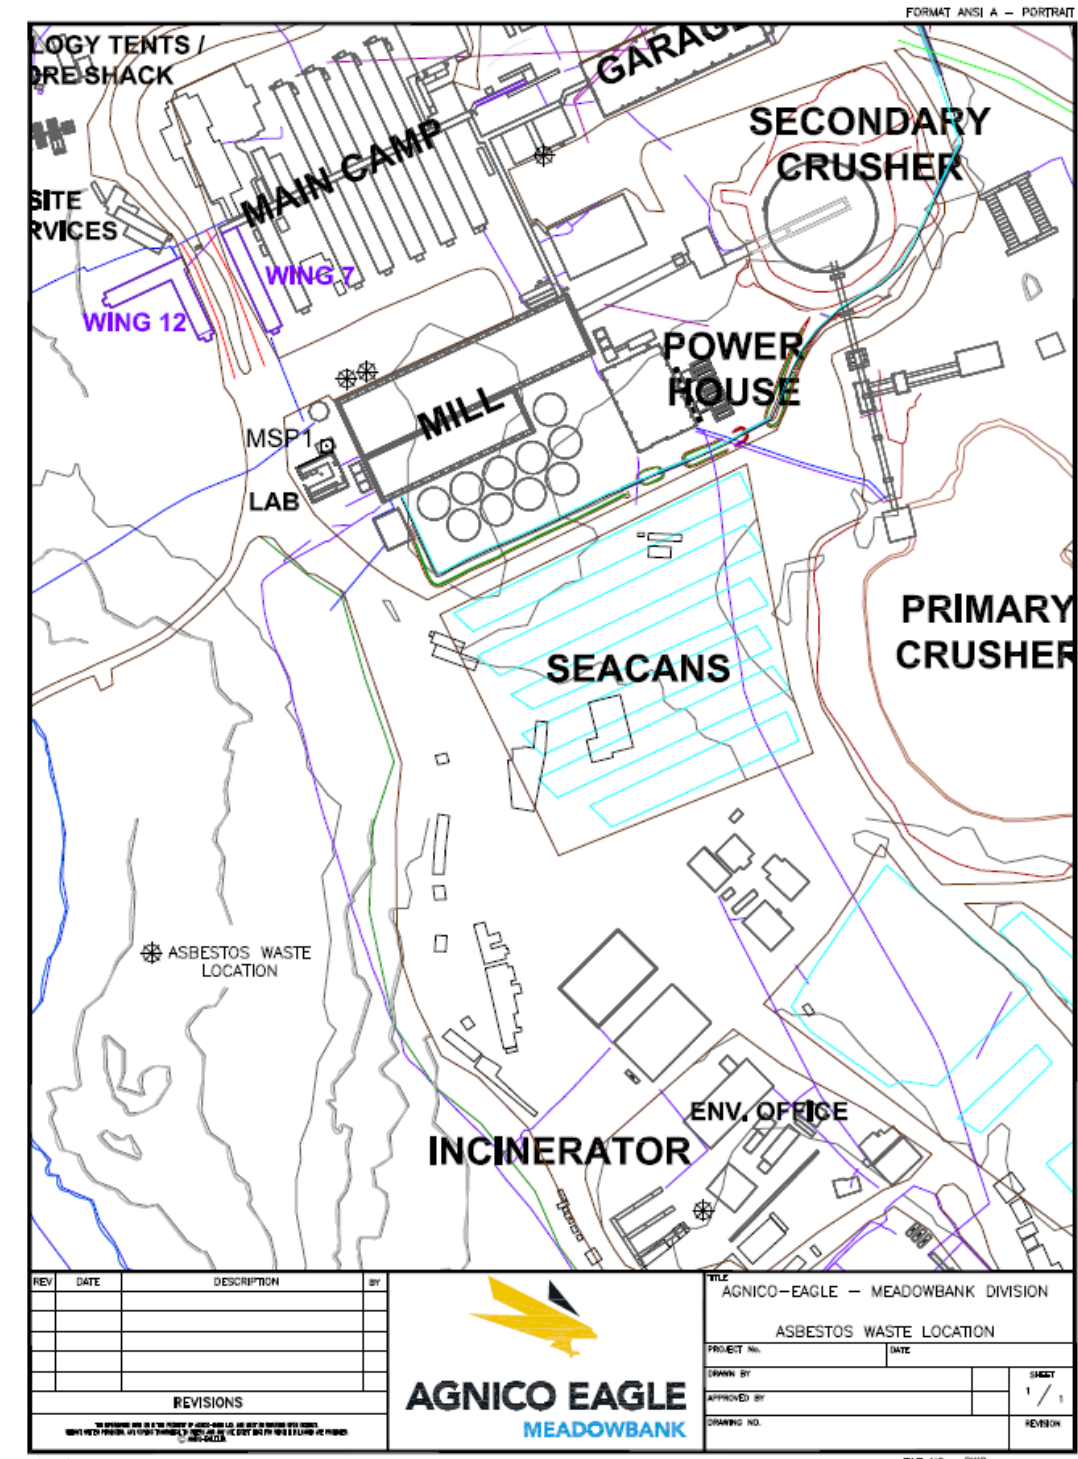 FORMAT ANSI A – PORTRAIT
LOGY TENTS /
ORE SHACK
GARAGE
SECONDARY
CRUSHER
MAIN CAMP
SITE
RVICES
WING 7
WING 12
POWER
HOUSE
MILL
MSP1
LAB
PRIMARY
CRUSHER
SEACANS
ASBESTOS WASTE
LOCATION
ENV. OFFICE
INCINERATOR
REV DATE DESCRIPTION BY
REVISIONS
AGNICO EAGLE
MEADOWBANK
TITLE
AGNICO-EAGLE – MEADOWBANK DIVISION
ASBESTOS WASTE LOCATION
PROJECT No. DATE
DRAWN BY
SHEET
1 / 1
APPROVED BY
DRAWING NO.
REVISION